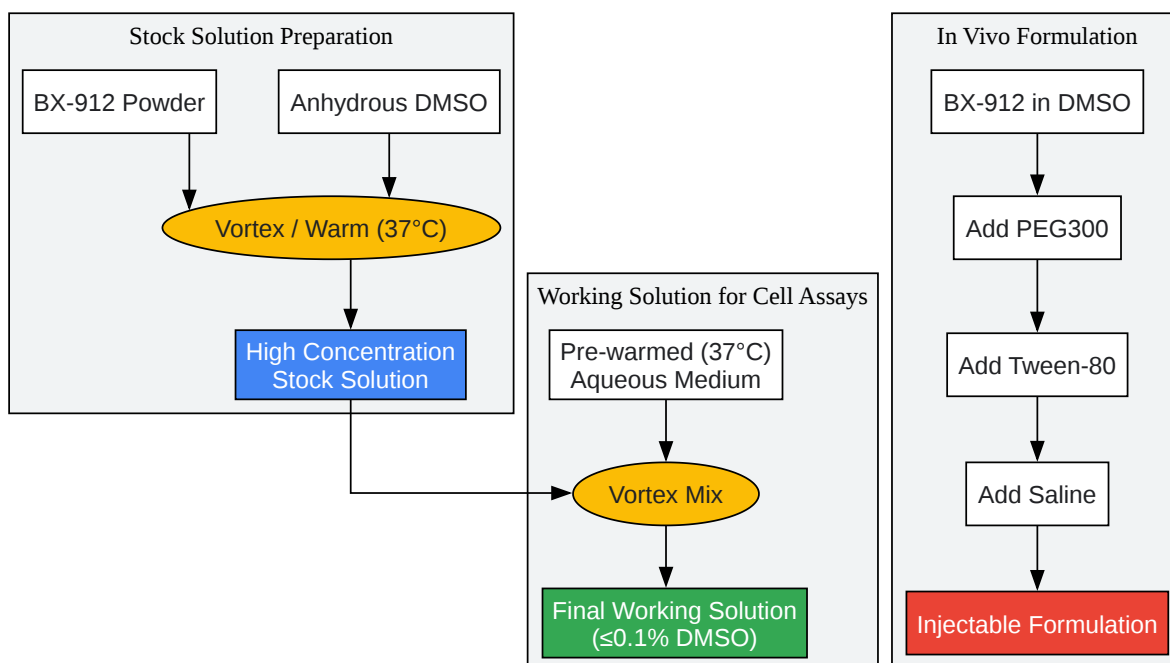 Stock Solution Preparation
BX-912 Powder
Anhydrous DMSO
Vortex / Warm (37°C)
High Concentration
Stock Solution
Working Solution for Cell Assays
Pre-warmed (37°C)
Aqueous Medium
Vortex Mix
Final Working Solution
(≤0.1% DMSO)
In Vivo Formulation
BX-912 in DMSO
Add PEG300
Add Tween-80
Add Saline
Injectable Formulation